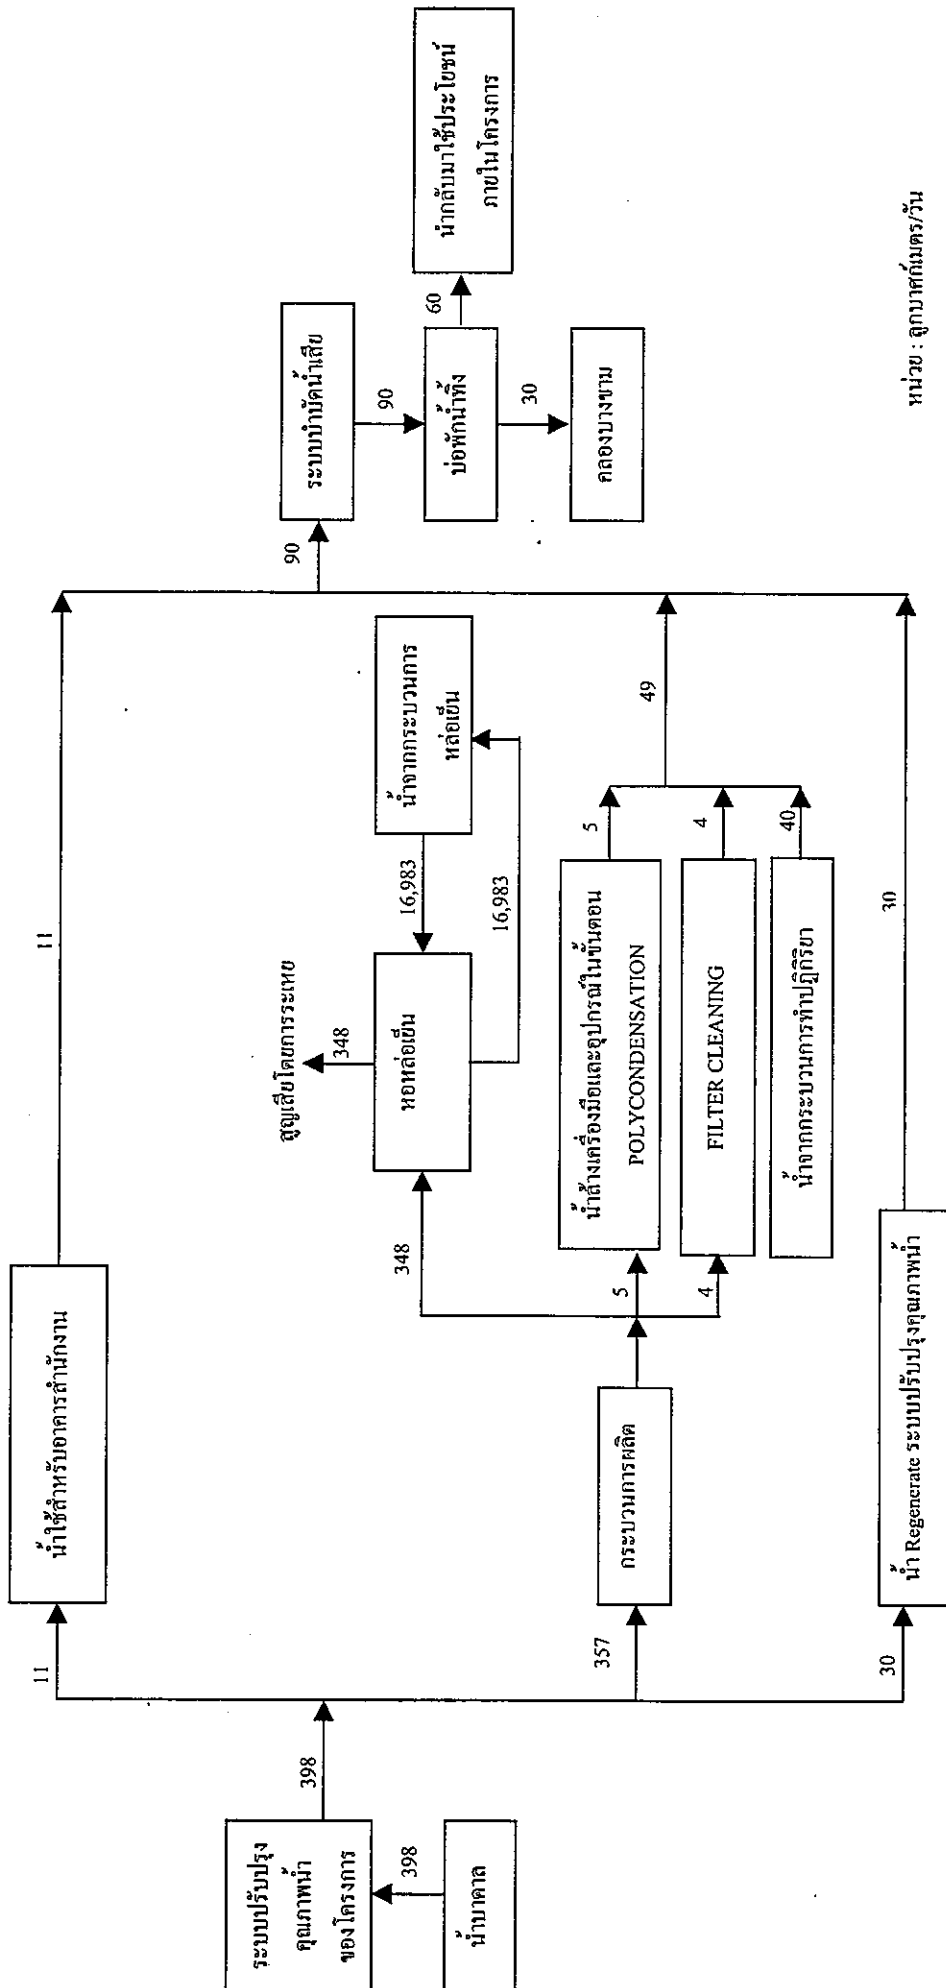 น้ำบาดาล
398
ระบบปรับปรุง
คุณภาพน้ำ
ของโครงการ
398
11
น้ำใช้สำหรับอาคารสำนักงาน
11
357
กระบวนการผลิต
348
5
4
หอหล่อเย็น
348
สูญเสียโดยการระเหย
16,983
16,983
น้ำจากกระบวนการ
หล่อเย็น
น้ำล้างเครื่องมือและอุปกรณ์ในขั้นตอน
POLYCONDENSATION
5
FILTER CLEANING
4
น้ำจากกระบวนการทำปฏิกิริยา
40
49
30
น้ำ Regenerate ระบบปรับปรุงคุณภาพน้ำ
30
90
ระบบบำบัดน้ำเสีย
90
บ่อพักน้ำทิ้ง
60
นำกลับมาใช้ประโยชน์
ภายในโครงการ
30
คลองบางขาม
หน่วย : ลูกบาศก์เมตร/วัน